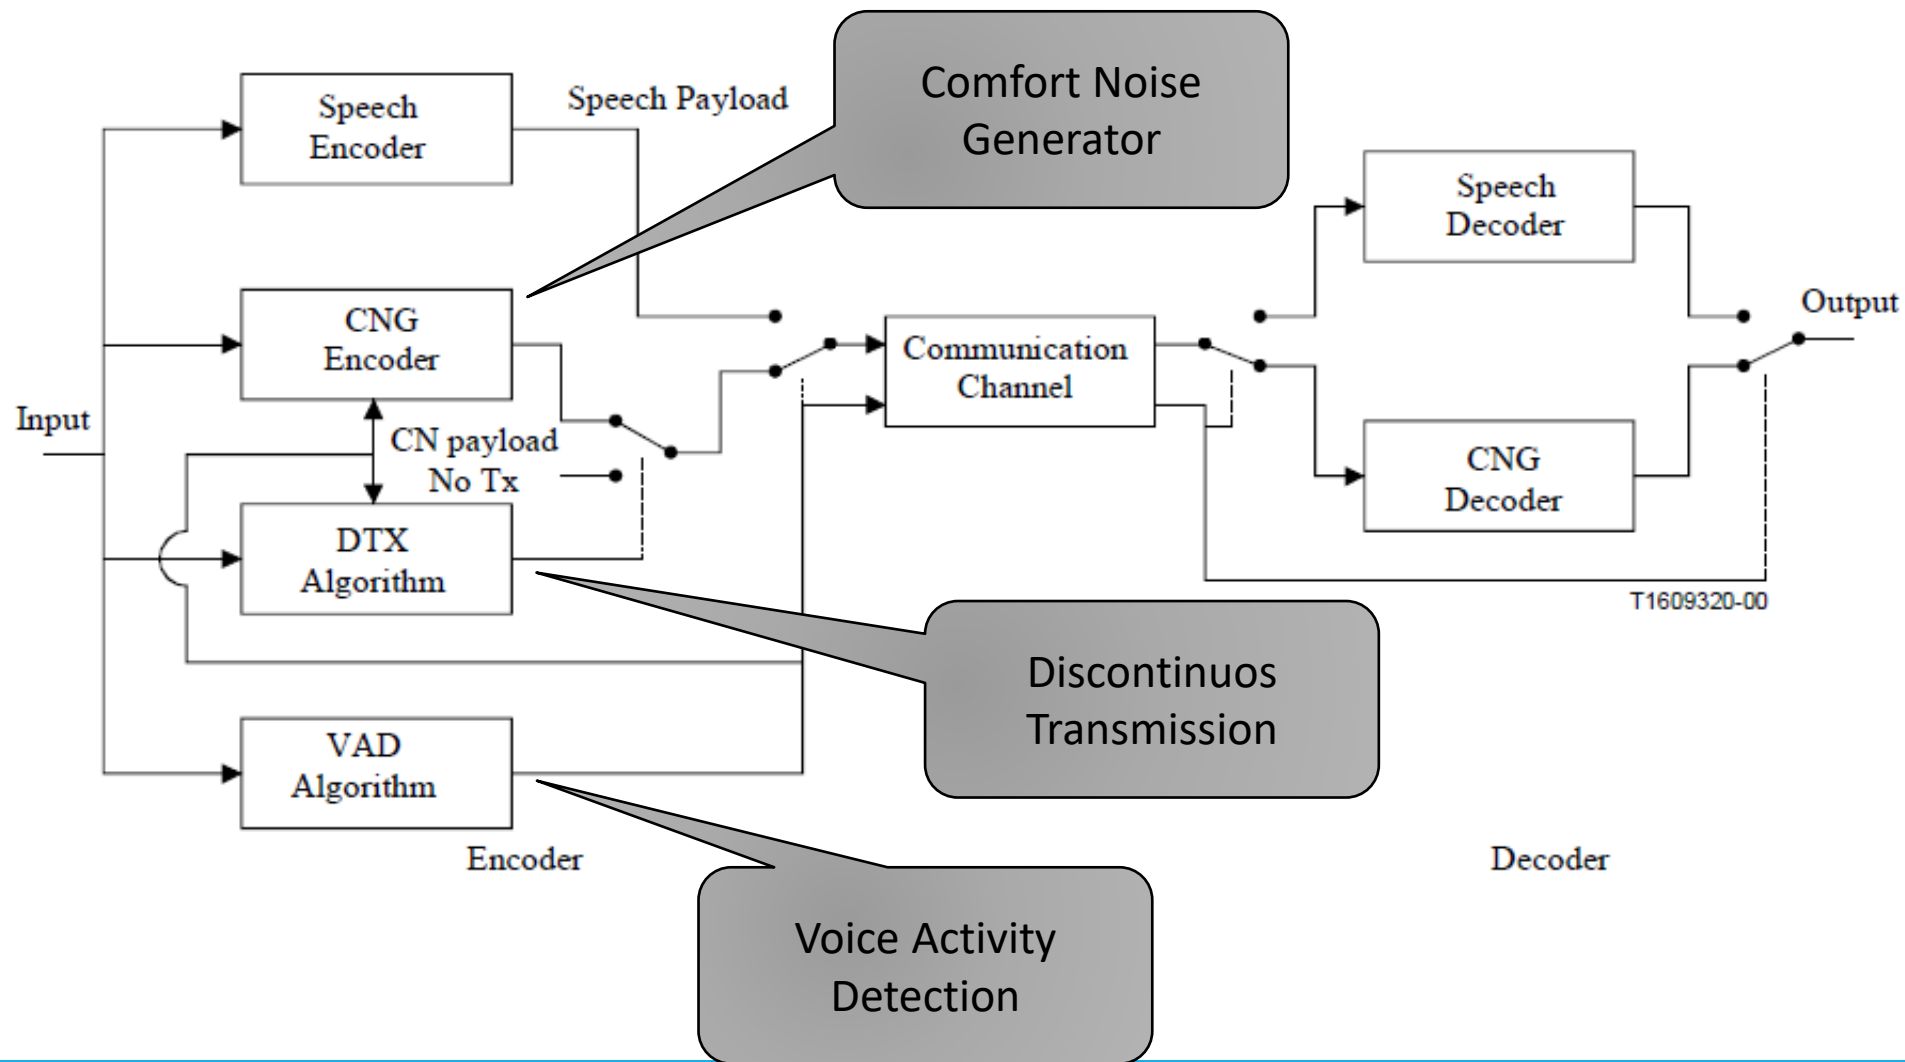 Comfort Noise
Generator
Speech
Encoder
Speech Payload
Speech
Decoder
CNG
Encoder
Output
Communication
Channel
Input
CN payload
No Tx
CNG
Decoder
DTX
Algorithm
T1609320-00
Discontinuos
Transmission
VAD
Algorithm
Encoder
Decoder
Voice Activity
Detection